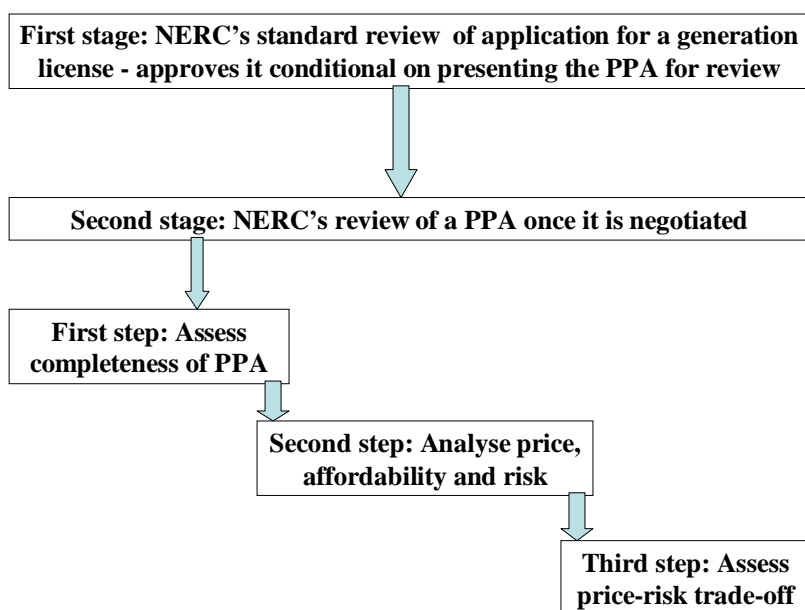 First stage: NERC's standard review of application for a generation
license - approves it conditional on presenting the PPA for review
Second stage: NERC's review of a PPA once it is negotiated
First step: Assess
completeness of PPA
Second step: Analyse price,
affordability and risk
Third step: Assess
price-risk trade-off